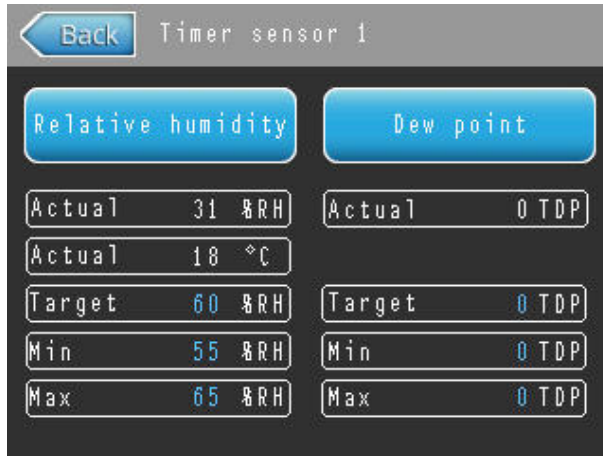 Back Timer sensor 1
Relative humidity Dew point
Actual 31 %RH Actual 0 TDP
Actual 18 °C
Target 60 %RH Target 0 TDP
Min 55 %RH Min 0 TDP
Max 65 %RH Max 0 TDP